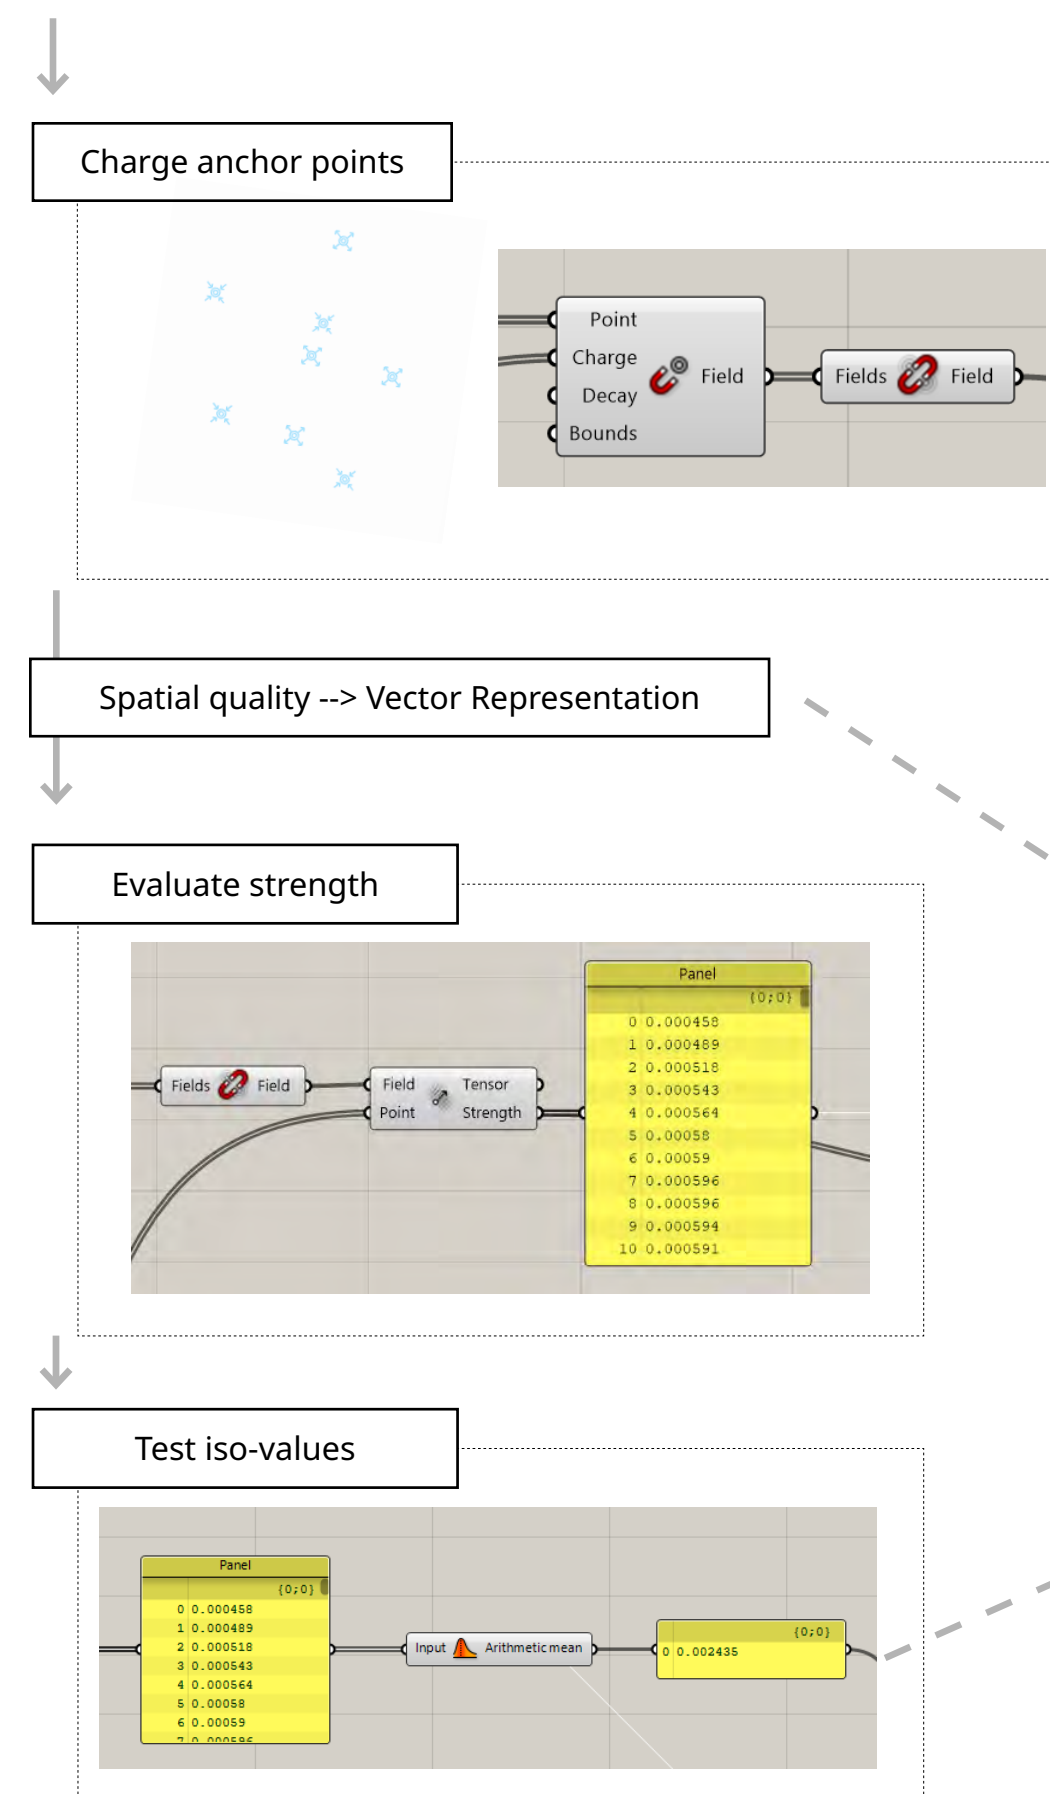 Charge anchor points
Point
Charge
Decay
Bounds
Field
Fields
Field
Spatial quality --> Vector Representation
Evaluate strength
Fields
Field
Field
Point
Tensor
Strength
Panel
{0;0}
0 0.000458
1 0.000489
2 0.000518
3 0.000543
4 0.000564
5 0.00058
6 0.00059
7 0.000596
8 0.000596
9 0.000594
10 0.000591
Test iso-values
Panel
{0;0}
0 0.000458
1 0.000489
2 0.000518
3 0.000543
4 0.000564
5 0.00058
6 0.00059
7 0.000596
Input
Arithmetic mean
{0;0}
0 0.002435